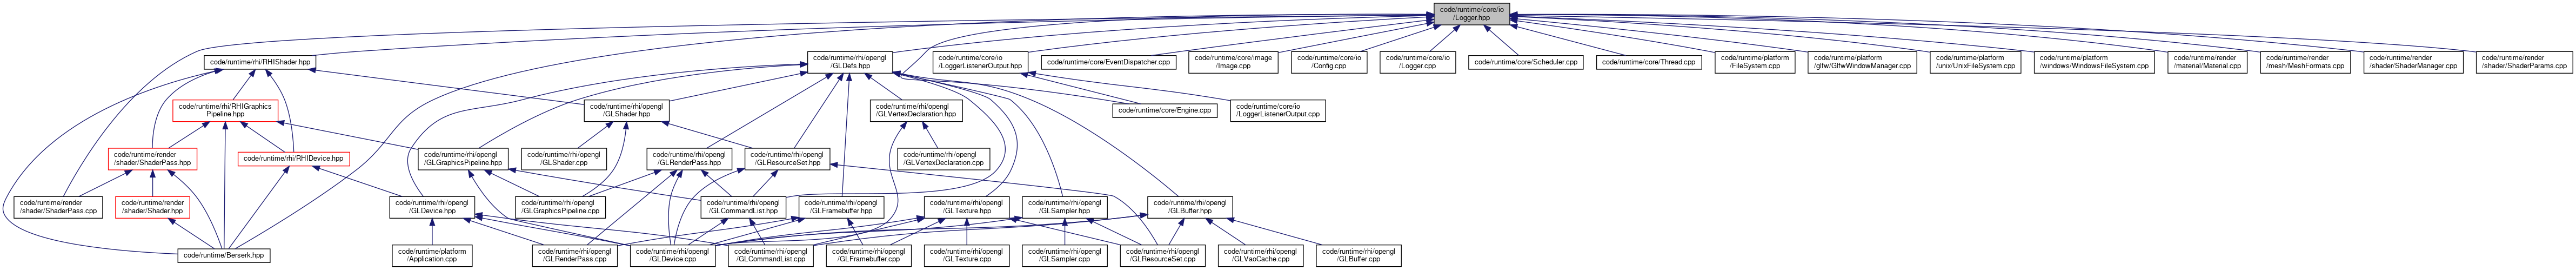 code/runtime/core/io
/Logger.hpp
code/runtime/rhi/RHIShader.hpp
code/runtime/rhi/opengl
/GLDefs.hpp
code/runtime/core/io
/LoggerListenerOutput.hpp
code/runtime/core/EventDispatcher.cpp
code/runtime/core/image
/Image.cpp
code/runtime/core/io
/Config.cpp
code/runtime/core/io
/Logger.cpp
code/runtime/core/Scheduler.cpp
code/runtime/core/Thread.cpp
code/runtime/platform
/FileSystem.cpp
code/runtime/platform
/glfw/GlfwWindowManager.cpp
code/runtime/platform
/unix/UnixFileSystem.cpp
code/runtime/platform
/windows/WindowsFileSystem.cpp
code/runtime/render
/material/Material.cpp
code/runtime/render
/mesh/MeshFormats.cpp
code/runtime/render
/shader/ShaderManager.cpp
code/runtime/render
/shader/ShaderParams.cpp
code/runtime/rhi/RHIGraphics
Pipeline.hpp
code/runtime/rhi/opengl
/GLShader.hpp
code/runtime/rhi/opengl
/GLVertexDeclaration.hpp
code/runtime/core/Engine.cpp
code/runtime/core/io
/LoggerListenerOutput.cpp
code/runtime/render
/shader/ShaderPass.hpp
code/runtime/rhi/RHIDevice.hpp
code/runtime/rhi/opengl
/GLGraphicsPipeline.hpp
code/runtime/rhi/opengl
/GLShader.cpp
code/runtime/rhi/opengl
/GLRenderPass.hpp
code/runtime/rhi/opengl
/GLResourceSet.hpp
code/runtime/rhi/opengl
/GLVertexDeclaration.cpp
code/runtime/render
/shader/ShaderPass.cpp
code/runtime/render
/shader/Shader.hpp
code/runtime/rhi/opengl
/GLDevice.hpp
code/runtime/rhi/opengl
/GLGraphicsPipeline.cpp
code/runtime/rhi/opengl
/GLCommandList.hpp
code/runtime/rhi/opengl
/GLFramebuffer.hpp
code/runtime/rhi/opengl
/GLTexture.hpp
code/runtime/rhi/opengl
/GLSampler.hpp
code/runtime/rhi/opengl
/GLBuffer.hpp
code/runtime/Berserk.hpp
code/runtime/platform
/Application.cpp
code/runtime/rhi/opengl
/GLRenderPass.cpp
code/runtime/rhi/opengl
/GLDevice.cpp
code/runtime/rhi/opengl
/GLCommandList.cpp
code/runtime/rhi/opengl
/GLFramebuffer.cpp
code/runtime/rhi/opengl
/GLTexture.cpp
code/runtime/rhi/opengl
/GLSampler.cpp
code/runtime/rhi/opengl
/GLResourceSet.cpp
code/runtime/rhi/opengl
/GLVaoCache.cpp
code/runtime/rhi/opengl
/GLBuffer.cpp